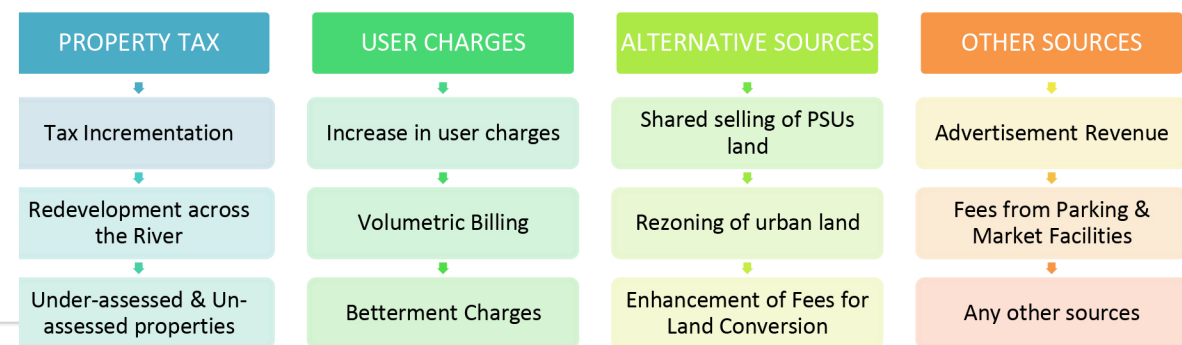 PROPERTY TAX
Tax Incrementation
Redevelopment across
the River
Under-assessed & Un-
assessed properties
USER CHARGES
Increase in user charges
Volumetric Billing
Betterment Charges
ALTERNATIVE SOURCES
Shared selling of PSUs
land
Rezoning of urban land
Enhancement of Fees for
Land Conversion
OTHER SOURCES
Advertisement Revenue
Fees from Parking &
Market Facilities
Any other sources